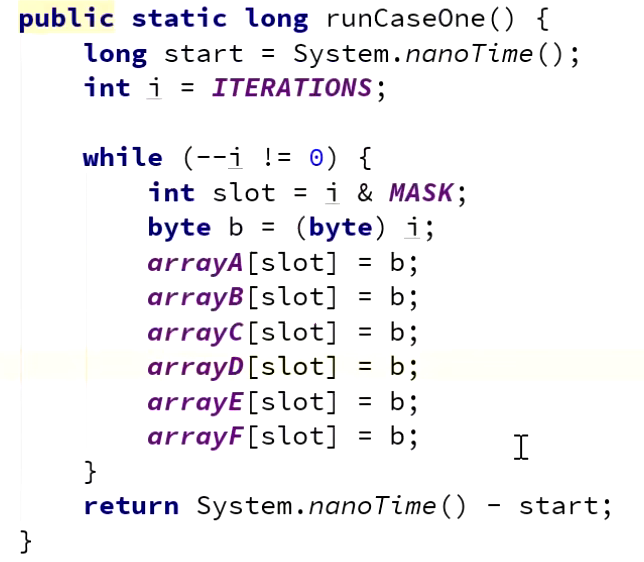 public static long runCaseOne() {
    long start = System.nanoTime();
    int i = ITERATIONS;

    while (--i != 0) {
        int slot = i & MASK;
        byte b = (byte) i;
        arrayA[slot] = b;
        arrayB[slot] = b;
        arrayC[slot] = b;
        arrayD[slot] = b;
        arrayE[slot] = b;
        arrayF[slot] = b;
    }
    return System.nanoTime() - start;
}